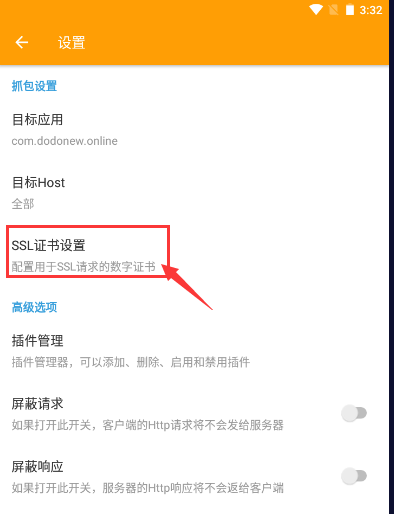 3:32
设置
抓包设置
目标应用
com.dodonew.online
目标Host
全部
SSL证书设置
配置用于SSL请求的数字证书
高级选项
插件管理
插件管理器，可以添加、删除、启用和禁用插件
屏蔽请求
如果打开此开关，客户端的Http请求将不会发给服务器
屏蔽响应
如果打开此开关，服务器的Http响应将不会返给客户端